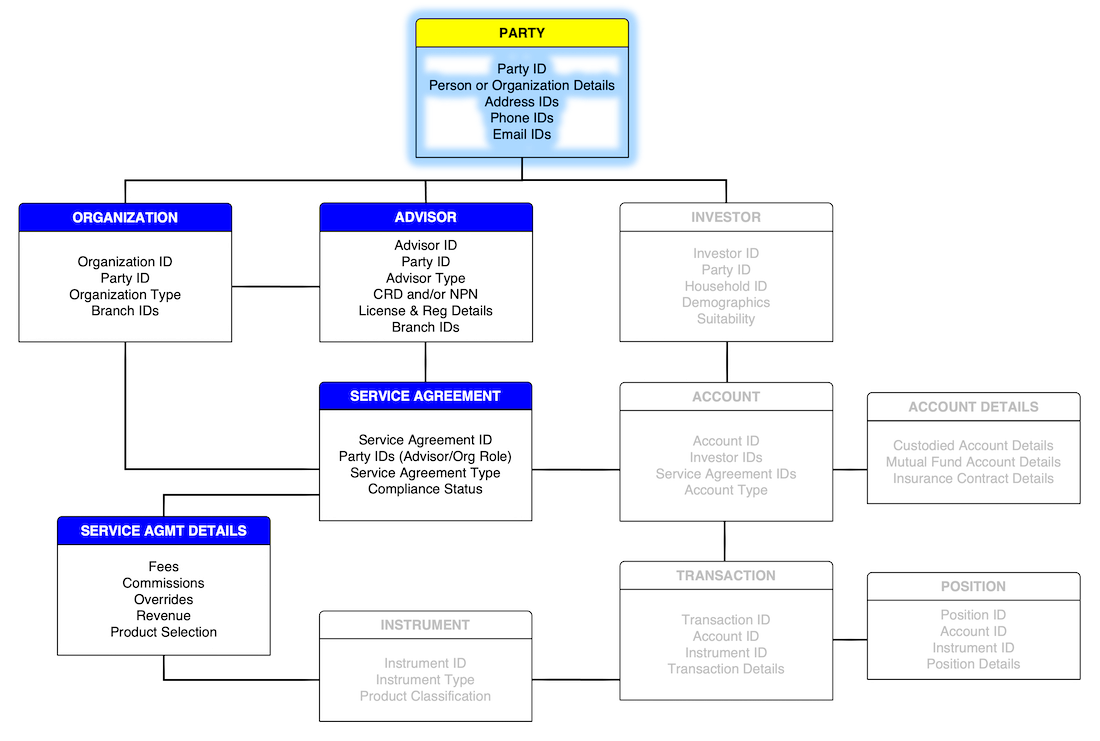 PARTY
Party ID
Person or Organization Details
Address IDs
Phone IDs
Email IDs
ORGANIZATION
Organization ID
Party ID
Organization Type
Branch IDs
ADVISOR
Advisor ID
Party ID
Advisor Type
CRD and/or NPN
License & Reg Details
Branch IDs
INVESTOR
Investor ID
Party ID
Household ID
Demographics
Suitability
SERVICE AGREEMENT
Service Agreement ID
Party IDs (Advisor/Org Role)
Service Agreement Type
Compliance Status
ACCOUNT
Account ID
Investor IDs
Service Agreement IDs
Account Type
ACCOUNT DETAILS
Custodied Account Details
Mutual Fund Account Details
Insurance Contract Details
SERVICE AGMT DETAILS
Fees
Commissions
Overrides
Revenue
Product Selection
INSTRUMENT
Instrument ID
Instrument Type
Product Classification
TRANSACTION
Transaction ID
Account ID
Instrument ID
Transaction Details
POSITION
Position ID
Account ID
Instrument ID
Position Details